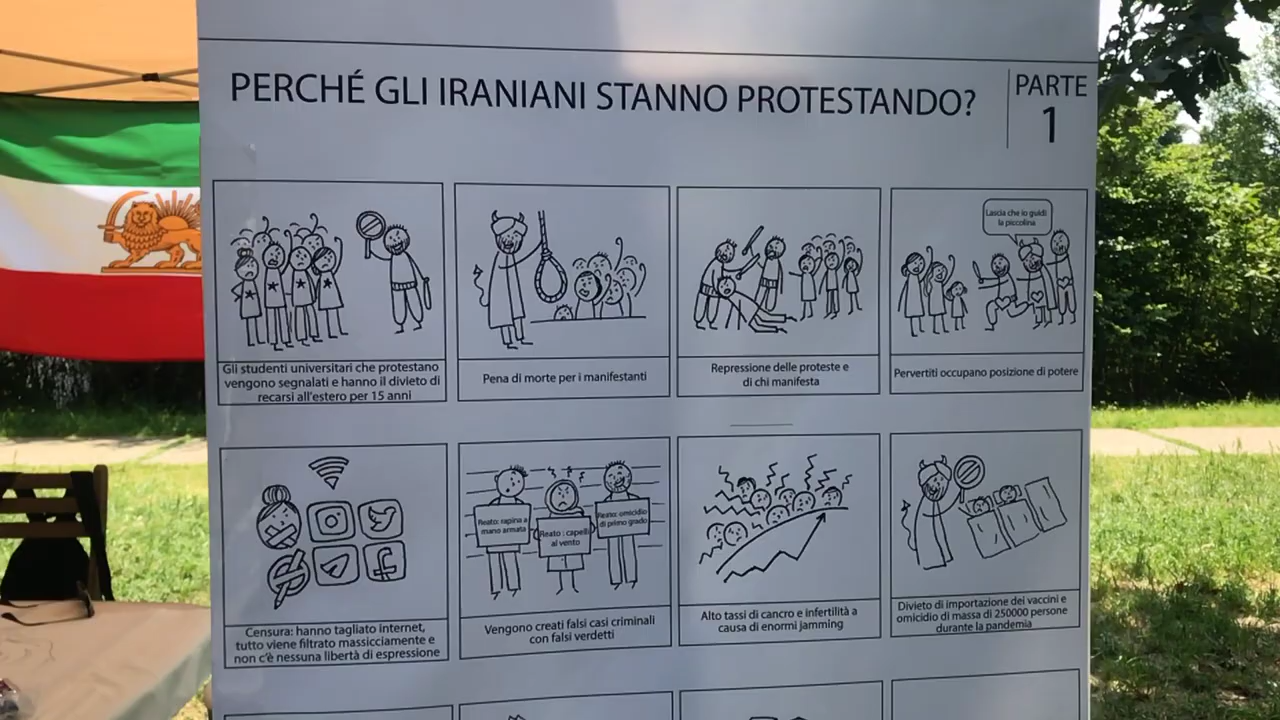 PERCHÉ GLI IRANIANI STANNO PROTESTANDO?
PARTE
1
Lascia che io guidi
la piccolina
Gli studenti universitari che protestano
vengono segnalati e hanno il divieto di
recarsi all'estero per 15 anni
Pena di morte per i manifestanti
Repressione delle proteste e
di chi manifesta
Pervertiti occupano posizione di potere
Reato: rapina a
mano armata
Reato : capelli
al vento
Reato: omicidio
di primo grado
Censura: hanno tagliato internet,
tutto viene filtrato massicciamente e
non c'è nessuna libertà di espressione
Vengono creati falsi casi criminali
con falsi verdetti
Alto tassi di cancro e infertilità a
causa di enormi jamming
Divieto di importazione dei vaccini e
omicidio di massa di 250000 persone
durante la pandemia